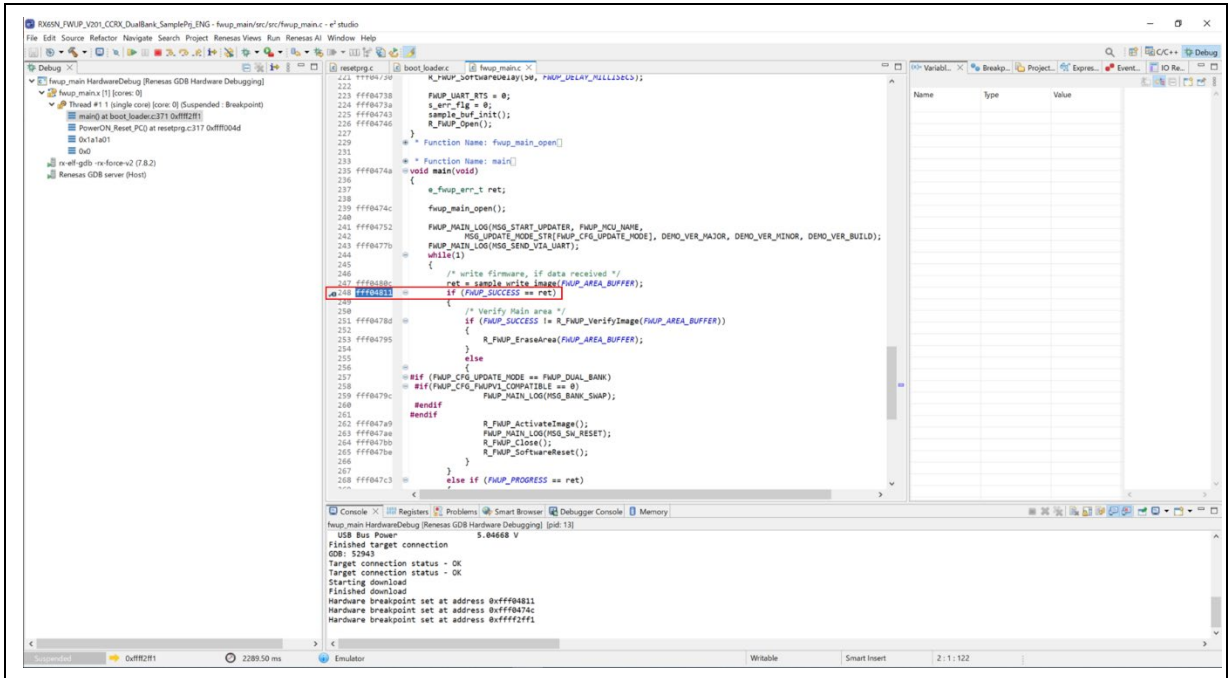 RX65N_FWUP_V201_CCRX_DualBank_SamplePrj_ENG - fwup_main/src/src/fwup_main.c - e² studio
File Edit Source Refactor Navigate Search Project Renesas Views Run Renesas AI Window Help
C/C++ Debug
Debug
fwup_main HardwareDebug [Renesas GDB Hardware Debugging]
fwup_main.x [1] [cores: 0]
Thread #1 1 (single core) [core: 0] (Suspended : Breakpoint)
main() at boot_loader.c:371 0xffff2ff1
PowerON_Reset_PC() at resetprg.c:317 0xfff0004d
0x1a1a01
0x0
rx-elf-gdb -rx-force-v2 (7.8.2)
Renesas GDB server (Host)
resetprg.c boot_loader.c fwup_main.c
221 fff04730 R_FWUP_SoftwareDelay(50, FWUP_DELAY_MILLISECS);
222
223 fff04738 FWUP_UART_RTS = 0;
224 fff0473a s_err_flg = 0;
225 fff04743 sample_buf_init();
226 fff04746 R_FWUP_Open();
227 }
229 * Function Name: fwup_main_open
231
233 * Function Name: main
235 fff0474a void main(void)
236 {
237 e_fwup_err_t ret;
238
239 fff0474c fwup_main_open();
240
241 fff04752 FWUP_MAIN_LOG(MSG_START_UPDATER, FWUP_MCU_NAME,
242 MSG_UPDATE_MODE_STR[FWUP_CFG_UPDATE_MODE], DEMO_VER_MAJOR, DEMO_VER_MINOR, DEMO_VER_BUILD);
243 fff0477b FWUP_MAIN_LOG(MSG_SEND_VIA_UART);
244 while(1)
245 {
246 /* write firmware, if data received */
247 fff0480c ret = sample_write_image(FWUP_AREA_BUFFER);
248 fff04811 if (FWUP_SUCCESS == ret)
249 {
250 /* Verify Main area */
251 fff0478d if (FWUP_SUCCESS != R_FWUP_VerifyImage(FWUP_AREA_BUFFER))
252 {
253 fff04795 R_FWUP_EraseArea(FWUP_AREA_BUFFER);
254 }
255 else
256 {
257 #if (FWUP_CFG_UPDATE_MODE == FWUP_DUAL_BANK)
258 #if(FWUP_CFG_FWUPV1_COMPATIBLE == 0)
259 fff0479c FWUP_MAIN_LOG(MSG_BANK_SWAP);
260 #endif
261 #endif
262 fff047a9 R_FWUP_ActivateImage();
263 fff047ae FWUP_MAIN_LOG(MSG_SW_RESET);
264 fff047bb R_FWUP_Close();
265 fff047be R_FWUP_SoftwareReset();
266 }
267 }
268 fff047c3 else if (FWUP_PROGRESS == ret)
Variabl... Breakp... Project... Expres... Event... IO Re...
Name Type Value
Console Registers Problems Smart Browser Debugger Console Memory
fwup_main HardwareDebug [Renesas GDB Hardware Debugging] [pid: 13]
USB Bus Power 5.04668 V
Finished target connection
GDB: 52943
Target connection status - OK
Target connection status - OK
Starting download
Finished download
Hardware breakpoint set at address 0xfff04811
Hardware breakpoint set at address 0xfff0474c
Hardware breakpoint set at address 0xffff2ff1
Suspended 0xffff2ff1 2289.50 ms Emulator Writable Smart Insert 2 : 1 : 122